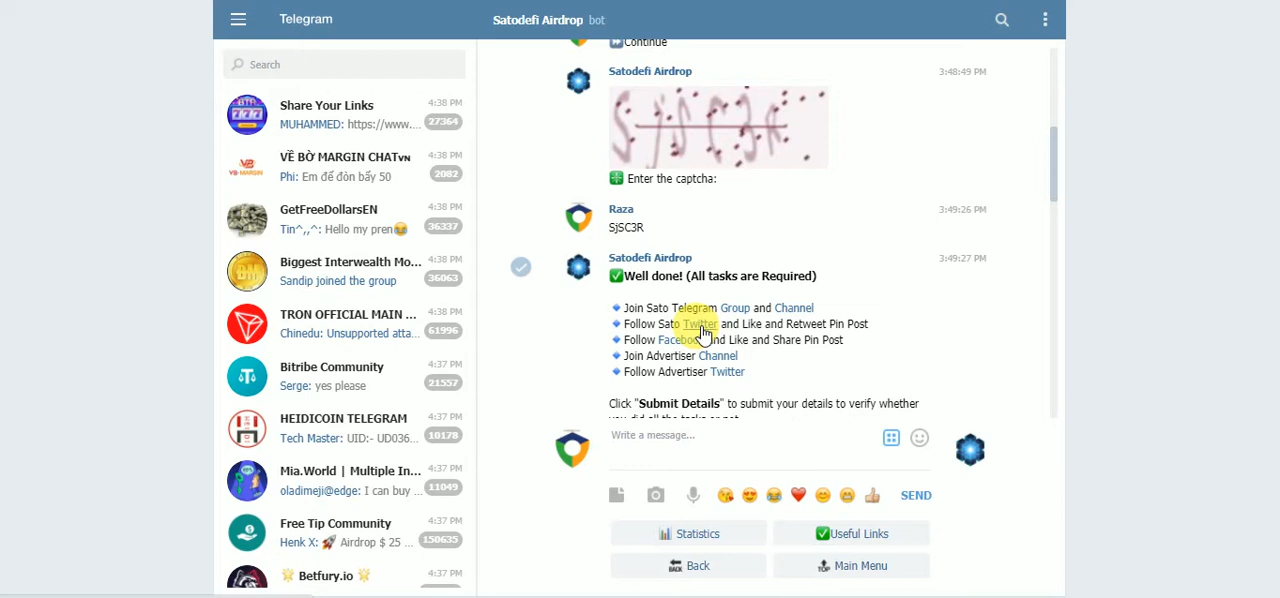 Telegram
Satodefi Airdrop bot
Search
Share Your Links 4:38 PM
MUHAMMED: https://www.... 27364
VỀ BỜ MARGIN CHATVN 4:38 PM
Phi: Em để đòn bẩy 50 2082
GetFreeDollarsEN 4:38 PM
Tin^,,^: Hello my pren😂 36337
Biggest Interwealth Mo... 4:38 PM
Sandip joined the group 36063
TRON OFFICIAL MAIN ... 4:38 PM
Chinedu: Unsupported atta... 61996
Bitribe Community 4:37 PM
Serge: yes please 21557
HEIDICOIN TELEGRAM 4:37 PM
Tech Master: UID:- UD036... 10178
Mia.World | Multiple In... 4:37 PM
oladimeji@edge: I can buy ... 11049
Free Tip Community 4:37 PM
Henk X: 🚀 Airdrop $ 25 ... 150635
🌟 Betfury.io 🌟 4:37 PM
Continue
Satodefi Airdrop 3:48:49 PM
SjSC3R
Enter the captcha:
Raza 3:49:26 PM
SjSC3R
Satodefi Airdrop 3:49:27 PM
✅Well done! (All tasks are Required)
🔹Join Sato Telegram Group and Channel
🔹Follow Sato Twitter and Like and Retweet Pin Post
🔹Follow Facebook and Like and Share Pin Post
🔹Join Advertiser Channel
🔹Follow Advertiser Twitter
Click "Submit Details" to submit your details to verify whether
you did all the tasks or not
Write a message...
SEND
📊 Statistics
✅Useful Links
🔙 Back
🔝 Main Menu